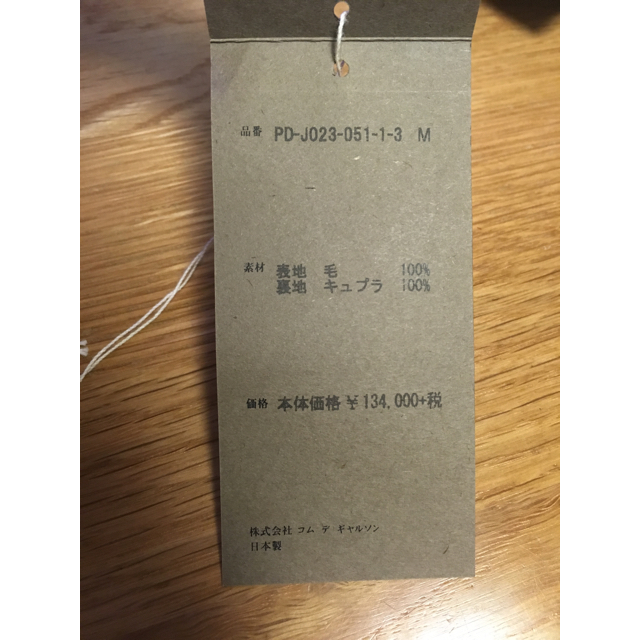 品番 PD-J023-051-1-3 M
素材 表地 毛 100%
裏地 キュプラ 100%
価格 本体価格￥134,000+税
株式会社 コム デ ギャルソン
日本製